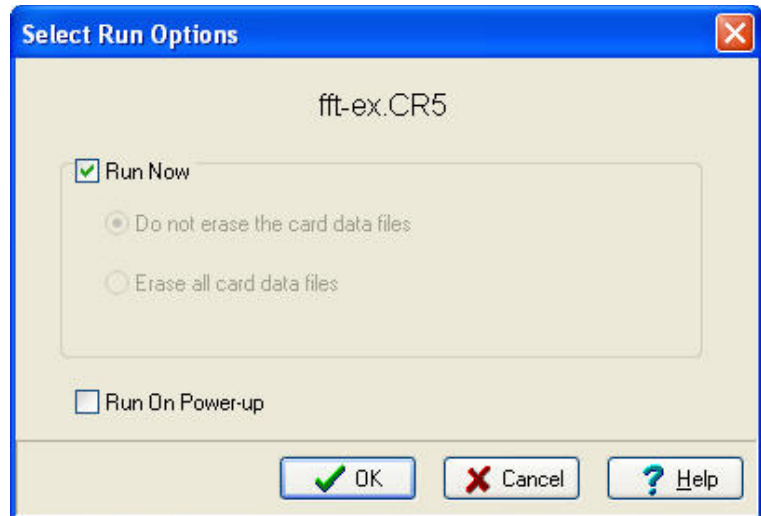 Select Run Options
fft-ex.CR5
Run Now
Do not erase the card data files
Erase all card data files
Run On Power-up
OK Cancel Help